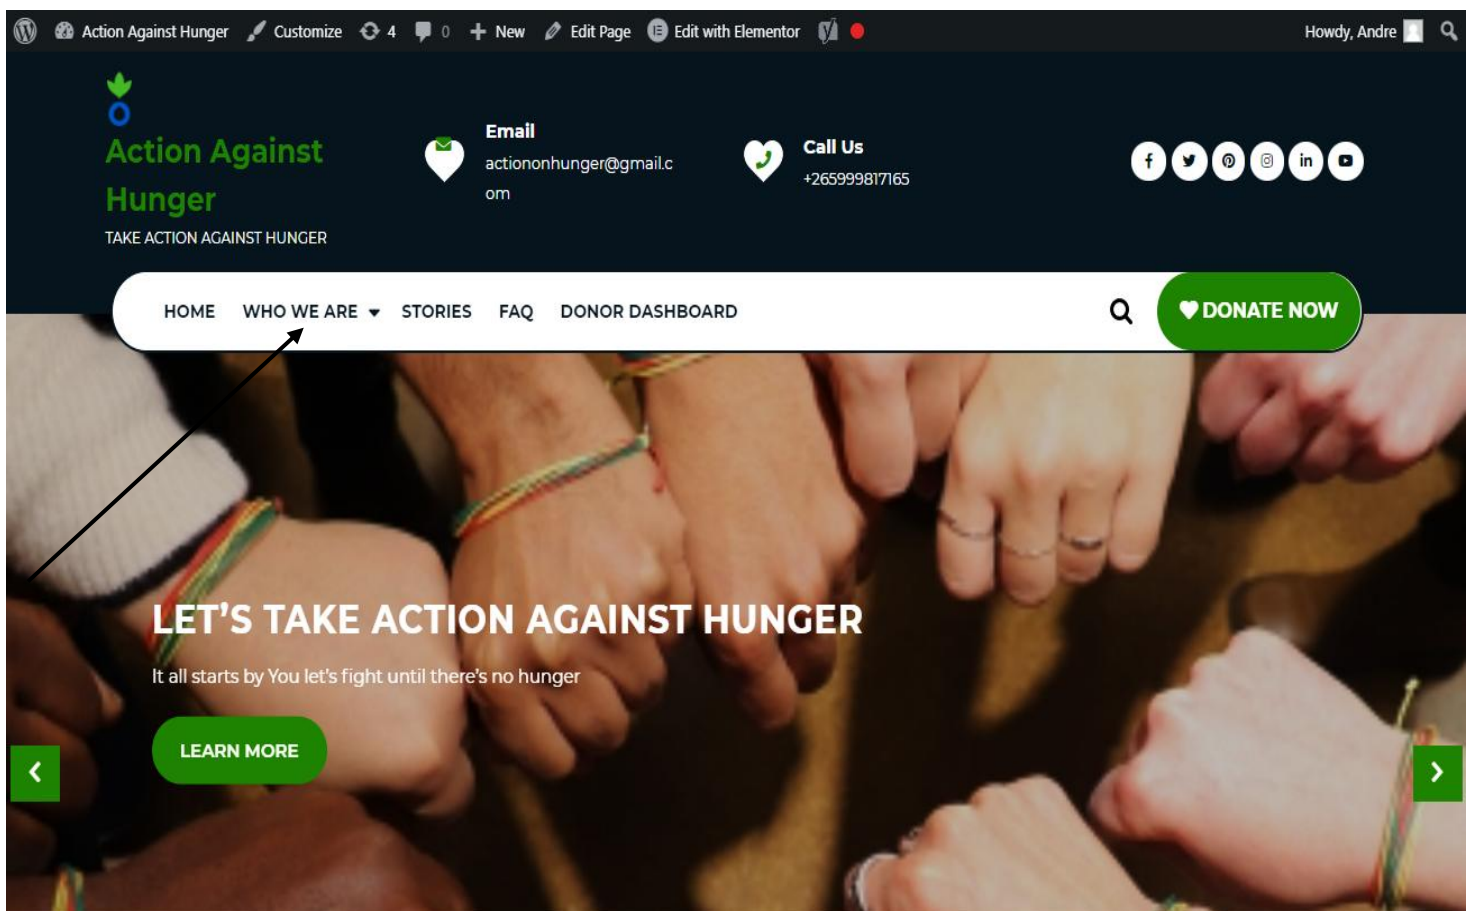 Action Against Hunger Customize 4 0 New Edit Page Edit with Elementor Howdy, Andre
Action Against
Hunger
TAKE ACTION AGAINST HUNGER
Email
actiononhunger@gmail.c
om
Call Us
+265999817165
HOME WHO WE ARE STORIES FAQ DONOR DASHBOARD DONATE NOW
LET'S TAKE ACTION AGAINST HUNGER
It all starts by You let's fight until there's no hunger
LEARN MORE